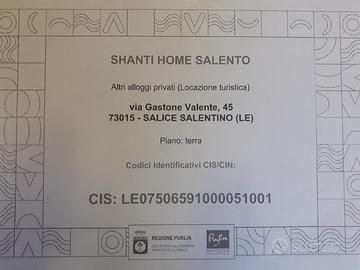 SHANTI HOME SALENTO
Altri alloggi privati (Locazione turistica)
via Gastone Valente, 45
73015 - SALICE SALENTINO (LE)
Piano: terra
Codici Identificativi CIS/CIN:
CIS: LE07506591000051001
REGIONE PUGLIA